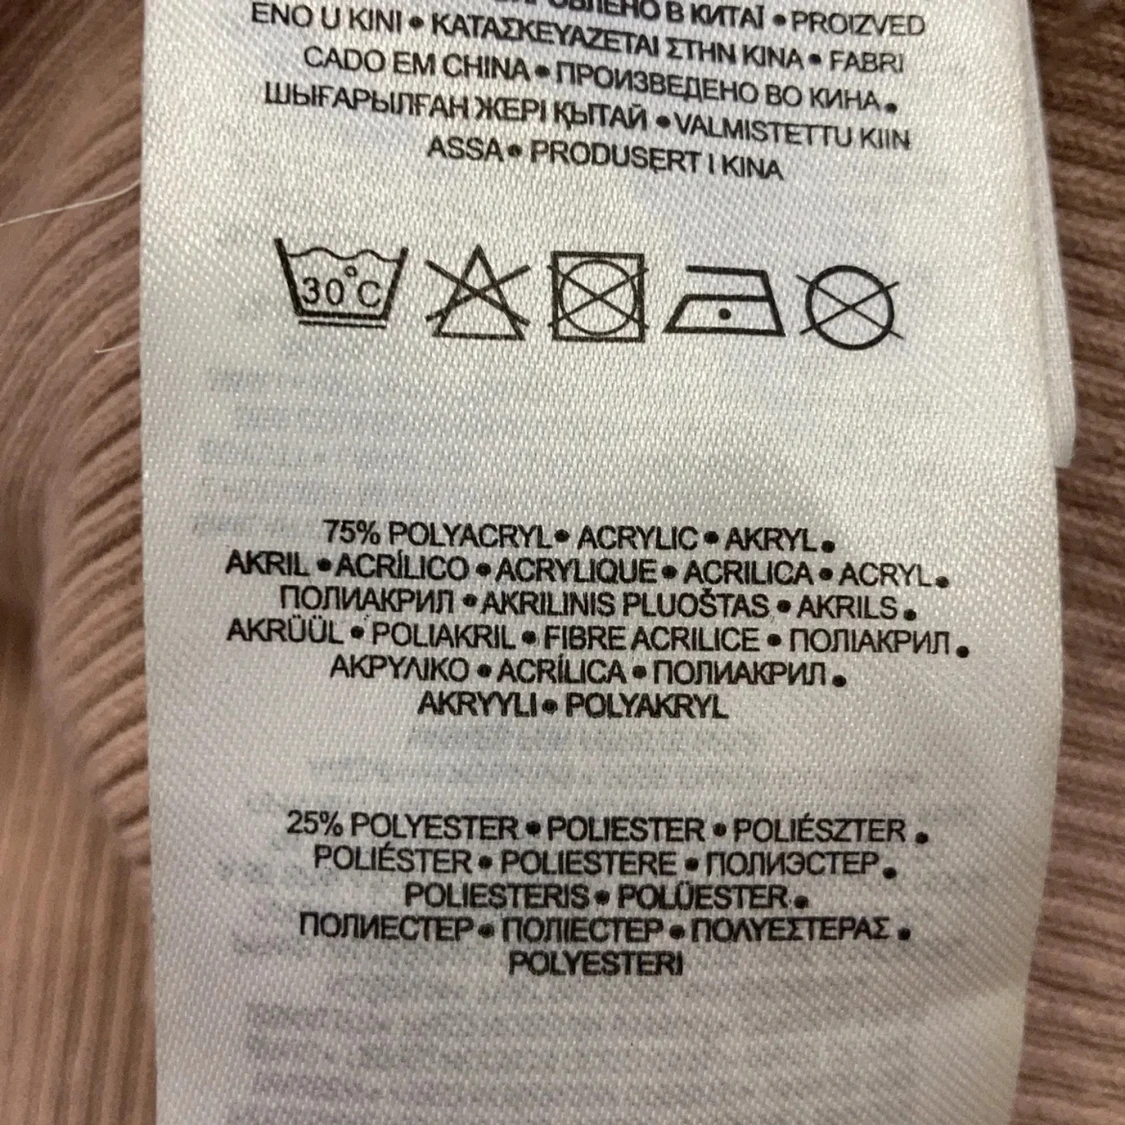 В КИТАЇ • PROIZVED
ENO U KINI • ΚΑΤΑΣΚΕΥΑΖΕΤΑΙ ΣΤΗΝ ΚΙΝΑ • FABRI
CADO EM CHINA • ПРОИЗВЕДЕНО ВО КИНА •
ШЫҒАРЫЛҒАН ЖЕРІ ҚЫТАЙ • VALMISTETTU KIIN
ASSA • PRODUSERT I KINA
30°C
75% POLYACRYL • ACRYLIC • AKRYL •
AKRIL • ACRÍLICO • ACRYLIQUE • ACRILICA • ACRYL •
ПОЛИАКРИЛ • AKRILINIS PLUOŠTAS • AKRILS •
AKRÜÜL • POLIAKRIL • FIBRE ACRILICE • ПОЛІАКРИЛ •
ΑΚΡΥΛΙΚΟ • ACRÍLICA • ПОЛИАКРИЛ •
AKRYYLI • POLYAKRYL
25% POLYESTER • POLIESTER • POLIÉSZTER •
POLIÉSTER • POLIESTERE • ПОЛИЭСТЕР •
POLIESTERIS • POLÜESTER •
ПОЛИЕСТЕР • ПОЛІЕСТЕР • ΠΟΛΥΕΣΤΕΡΑΣ •
POLYESTERI